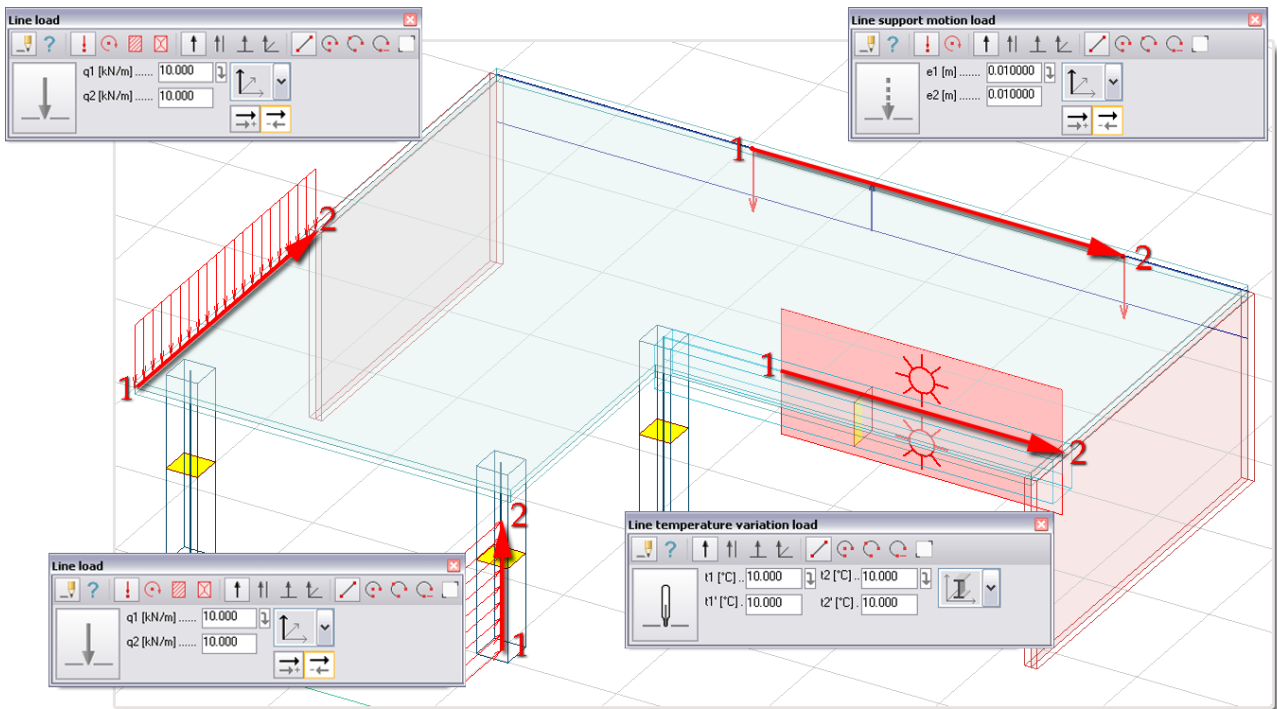 Line load
?
q1 [kN/m] ...... 10.000
q2 [kN/m] ...... 10.000
Line support motion load
?
e1 [m] ....... 0.010000
e2 [m] ....... 0.010000
1
2
1
2
1
2
2
1
Line load
?
q1 [kN/m] ...... 10.000
q2 [kN/m] ...... 10.000
Line temperature variation load
?
t1 [°C] .. 10.000 t2 [°C] .. 10.000
t1' [°C] . 10.000 t2' [°C] . 10.000